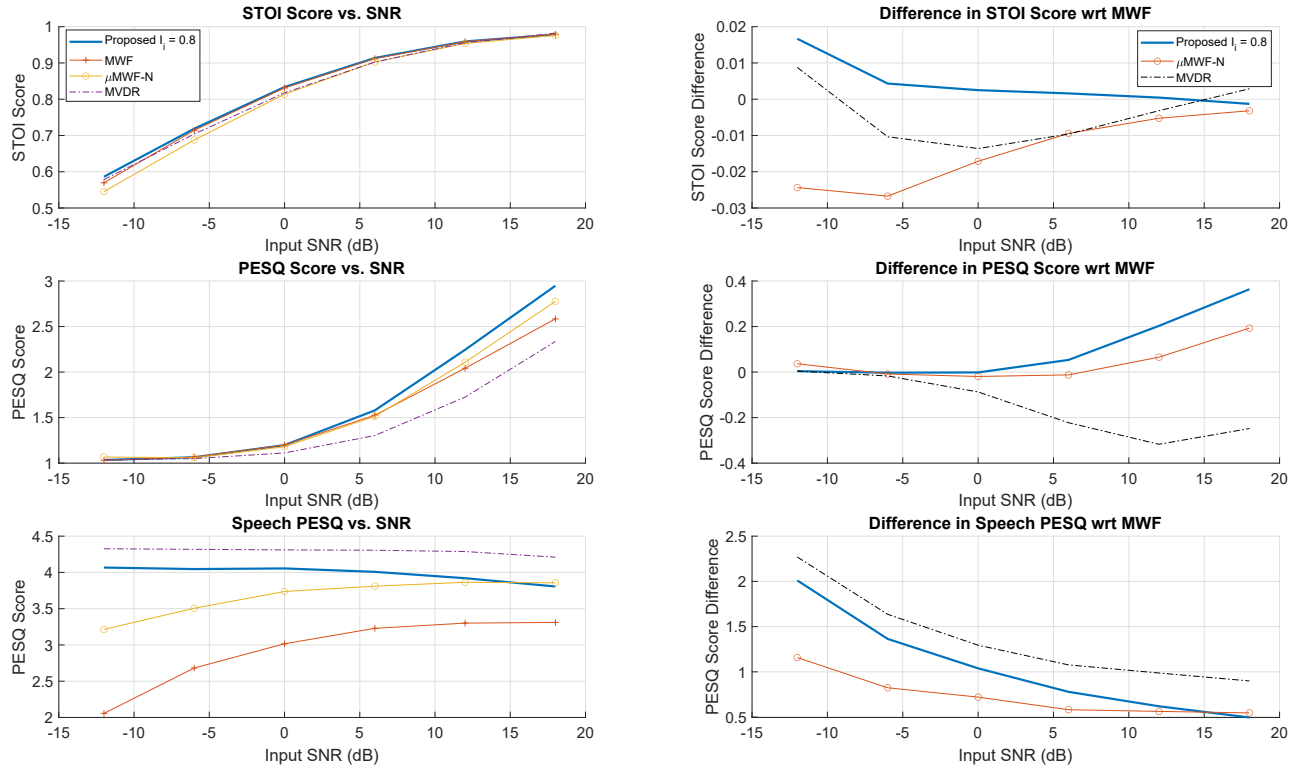 STOI Score vs. SNR
STOI Score
1
0.9
0.8
0.7
0.6
0.5
-15 -10 -5 0 5 10 15 20
Input SNR (dB)
Proposed I_i = 0.8
MWF
μMWF-N
MVDR
Difference in STOI Score wrt MWF
STOI Score Difference
0.02
0.01
0
-0.01
-0.02
-0.03
-15 -10 -5 0 5 10 15 20
Input SNR (dB)
Proposed I_i = 0.8
μMWF-N
MVDR
PESQ Score vs. SNR
PESQ Score
3
2.5
2
1.5
1
-15 -10 -5 0 5 10 15 20
Input SNR (dB)
Difference in PESQ Score wrt MWF
PESQ Score Difference
0.4
0.2
0
-0.2
-0.4
-15 -10 -5 0 5 10 15 20
Input SNR (dB)
Speech PESQ vs. SNR
PESQ Score
4.5
4
3.5
3
2.5
2
-15 -10 -5 0 5 10 15 20
Input SNR (dB)
Difference in Speech PESQ wrt MWF
PESQ Score Difference
2.5
2
1.5
1
0.5
-15 -10 -5 0 5 10 15 20
Input SNR (dB)